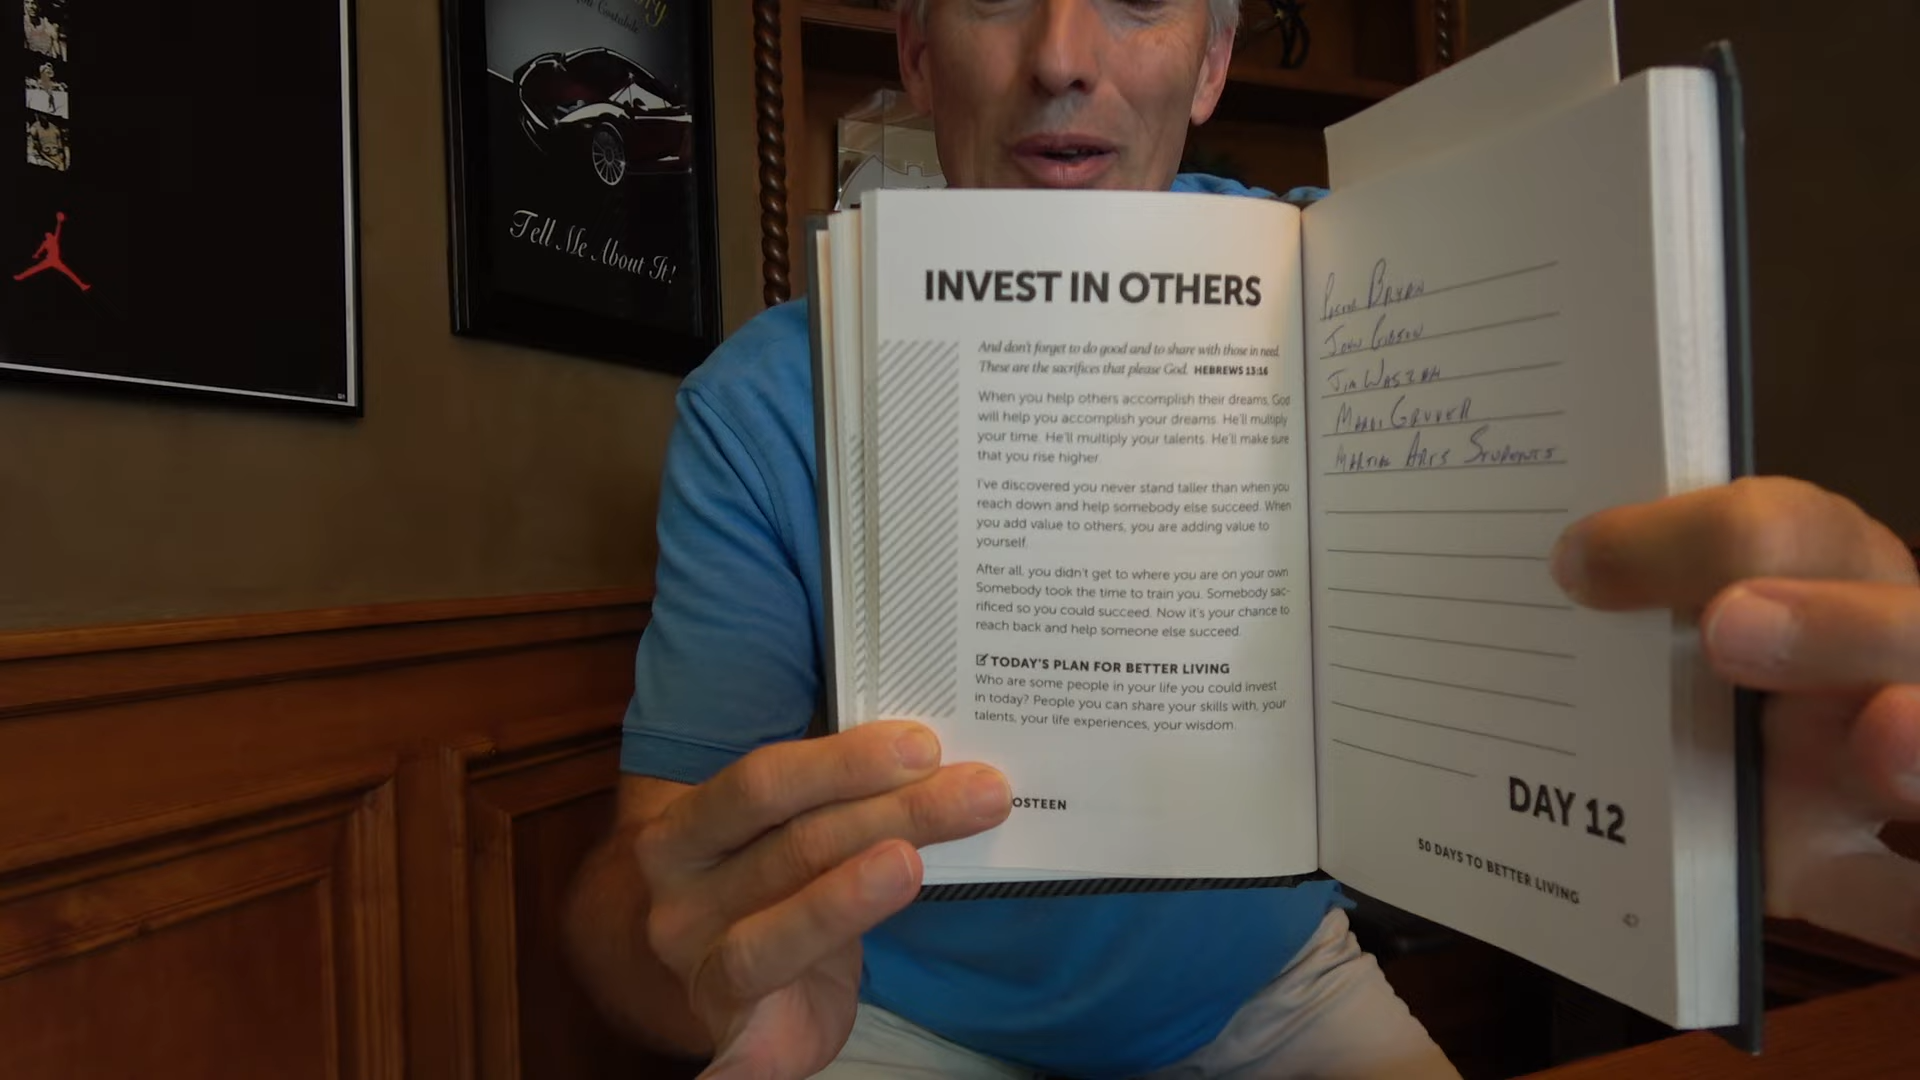 Tell Me About It!
INVEST IN OTHERS
And don't forget to do good and to share with those in need.
These are the sacrifices that please God. HEBREWS 13:16
When you help others accomplish their dreams, God
will help you accomplish your dreams. He'll multiply
your time. He'll multiply your talents. He'll make sure
that you rise higher.
I've discovered you never stand taller than when you
reach down and help somebody else succeed. When
you add value to others, you are adding value to
yourself.
After all, you didn't get to where you are on your own
Somebody took the time to train you. Somebody sac-
rificed so you could succeed. Now it's your chance to
reach back and help someone else succeed.
TODAY'S PLAN FOR BETTER LIVING
Who are some people in your life you could invest
in today? People you can share your skills with, your
talents, your life experiences, your wisdom.
OSTEEN
BRYAN
JOHN GIBSON
JIM
MARTIAL ARTS STUDENTS
DAY 12
50 DAYS TO BETTER LIVING